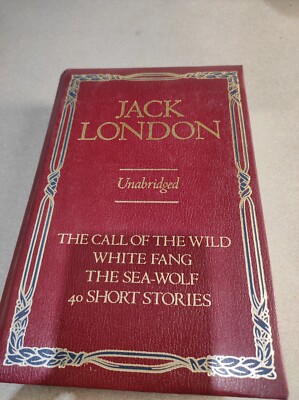 JACK
LONDON
Unabridged
THE CALL OF THE WILD
WHITE FANG
THE SEA-WOLF
40 SHORT STORIES